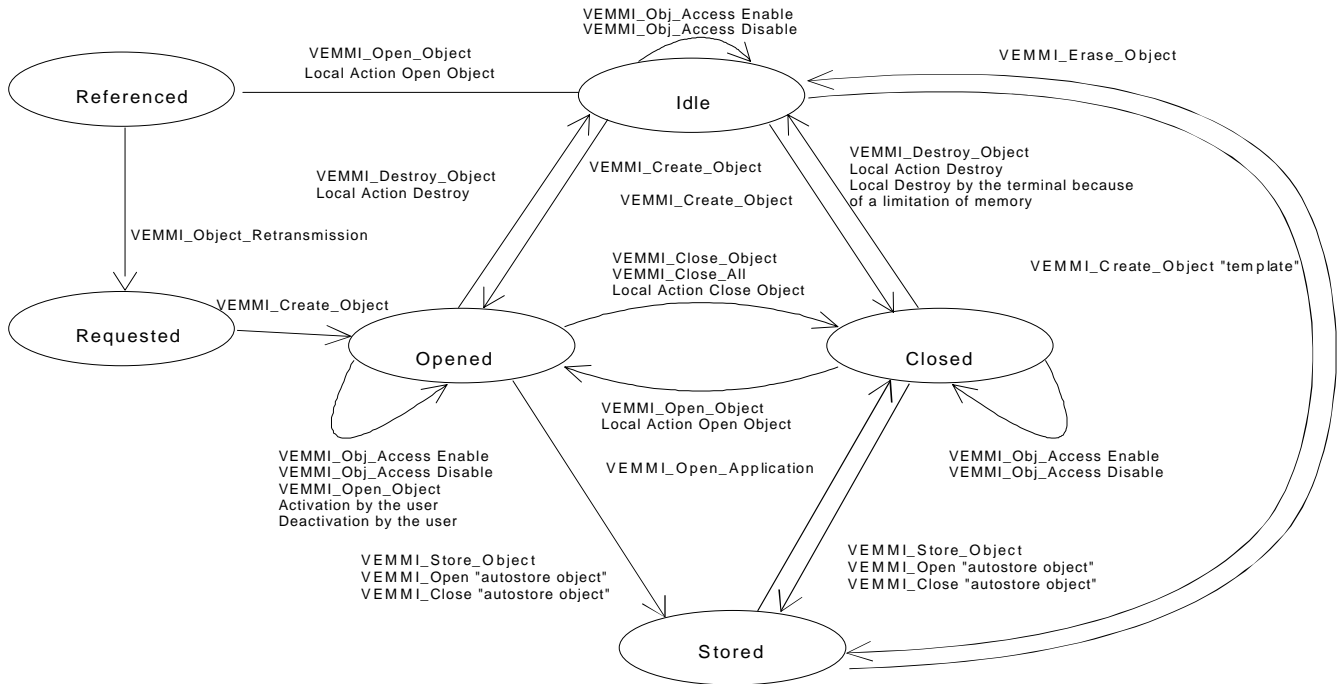 VEMMI_Obj_Access Enable
VEMMI_Obj_Access Disable
VEMMI_Open_Object
Local Action Open Object
VEMMI_Erase_Object
Referenced
Idle
VEMMI_Destroy_Object
Local Action Destroy
VEMMI_Create_Object
VEMMI_Create_Object
VEMMI_Destroy_Object
Local Action Destroy
Local Destroy by the terminal because
of a limitation of memory
VEMMI_Object_Retransmission
VEMMI_Close_Object
VEMMI_Close_All
Local Action Close Object
VEMMI_Create_Object "template"
VEMMI_Create_Object
Requested
Opened
Closed
VEMMI_Open_Object
Local Action Open Object
VEMMI_Obj_Access Enable
VEMMI_Obj_Access Disable
VEMMI_Open_Object
Activation by the user
Deactivation by the user
VEMMI_Open_Application
VEMMI_Obj_Access Enable
VEMMI_Obj_Access Disable
VEMMI_Store_Object
VEMMI_Open "autostore object"
VEMMI_Close "autostore object"
VEMMI_Store_Object
VEMMI_Open "autostore object"
VEMMI_Close "autostore object"
Stored